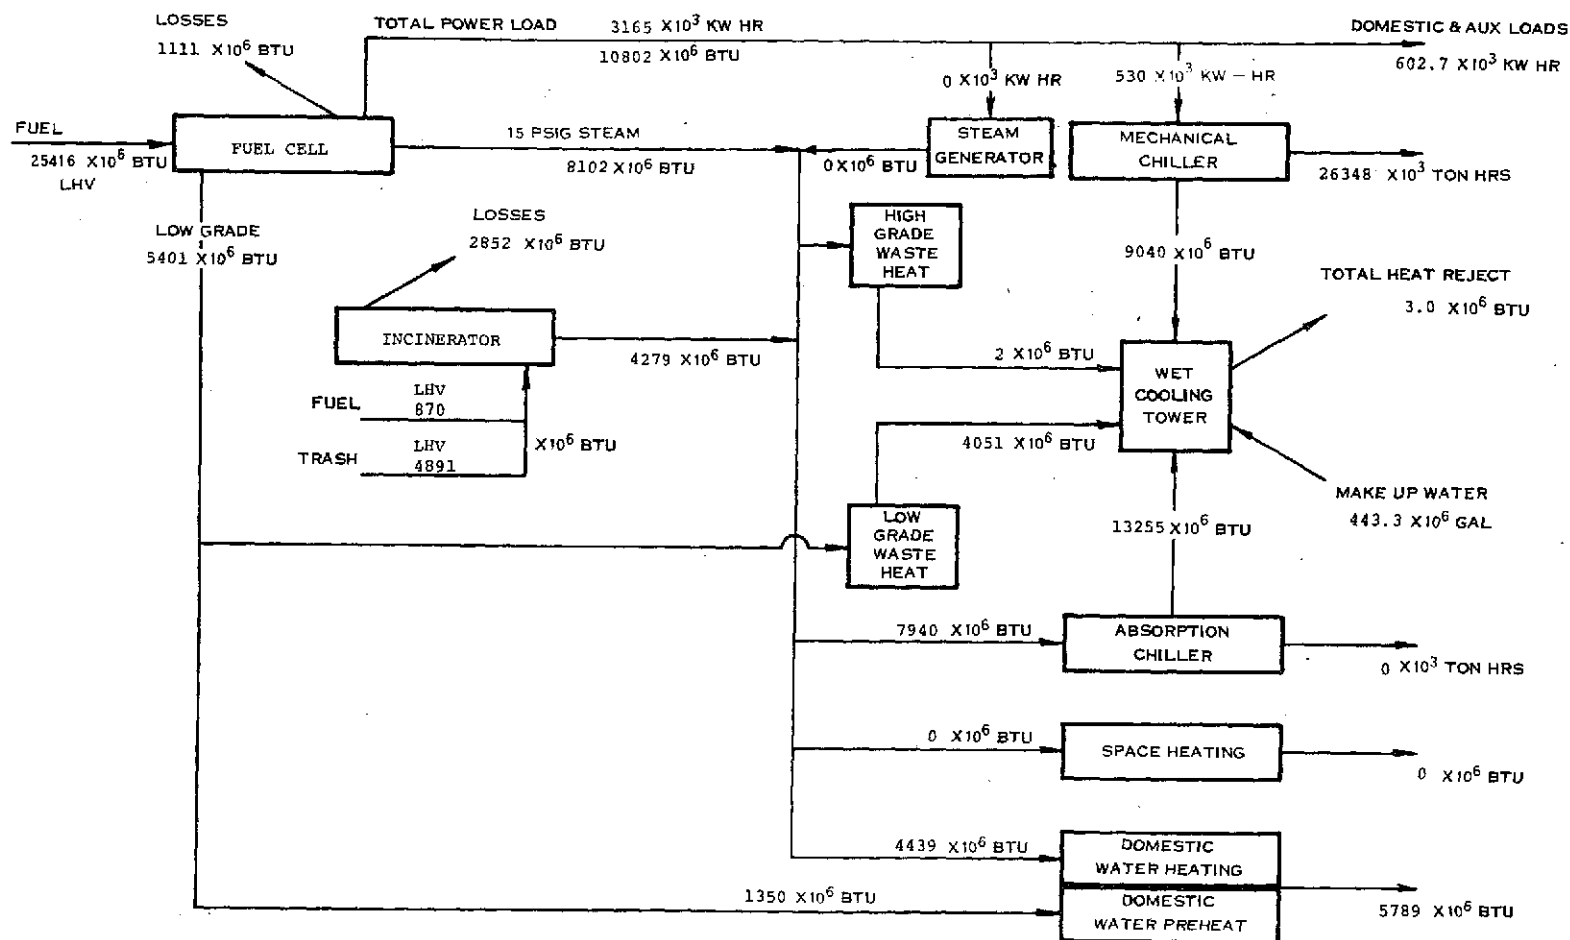 LOSSES
1111 X10⁶ BTU
TOTAL POWER LOAD
3165 X10³ KW HR
10802 X10⁶ BTU
DOMESTIC & AUX LOADS
602.7 X10³ KW HR
0 X10³ KW HR
530 X10³ KW - HR
FUEL
25416 X10⁶ BTU
LHV
FUEL CELL
15 PSIG STEAM
8102 X10⁶ BTU
STEAM
GENERATOR
0 X10⁶ BTU
MECHANICAL
CHILLER
26348 X10³ TON HRS
LOW GRADE
5401 X10⁶ BTU
LOSSES
2852 X10⁶ BTU
HIGH
GRADE
WASTE
HEAT
9040 X10⁶ BTU
TOTAL HEAT REJECT
3.0 X10⁶ BTU
INCINERATOR
4279 X10⁶ BTU
2 X10⁶ BTU
WET
COOLING
TOWER
FUEL
LHV
870
TRASH
LHV
4891
X10⁶ BTU
4051 X10⁶ BTU
MAKE UP WATER
443.3 X10⁶ GAL
LOW
GRADE
WASTE
HEAT
13255 X10⁶ BTU
7940 X10⁶ BTU
ABSORPTION
CHILLER
0 X10³ TON HRS
0 X10⁶ BTU
SPACE HEATING
0 X10⁶ BTU
4439 X10⁶ BTU
DOMESTIC
WATER HEATING
1350 X10⁶ BTU
DOMESTIC
WATER PREHEAT
5789 X10⁶ BTU